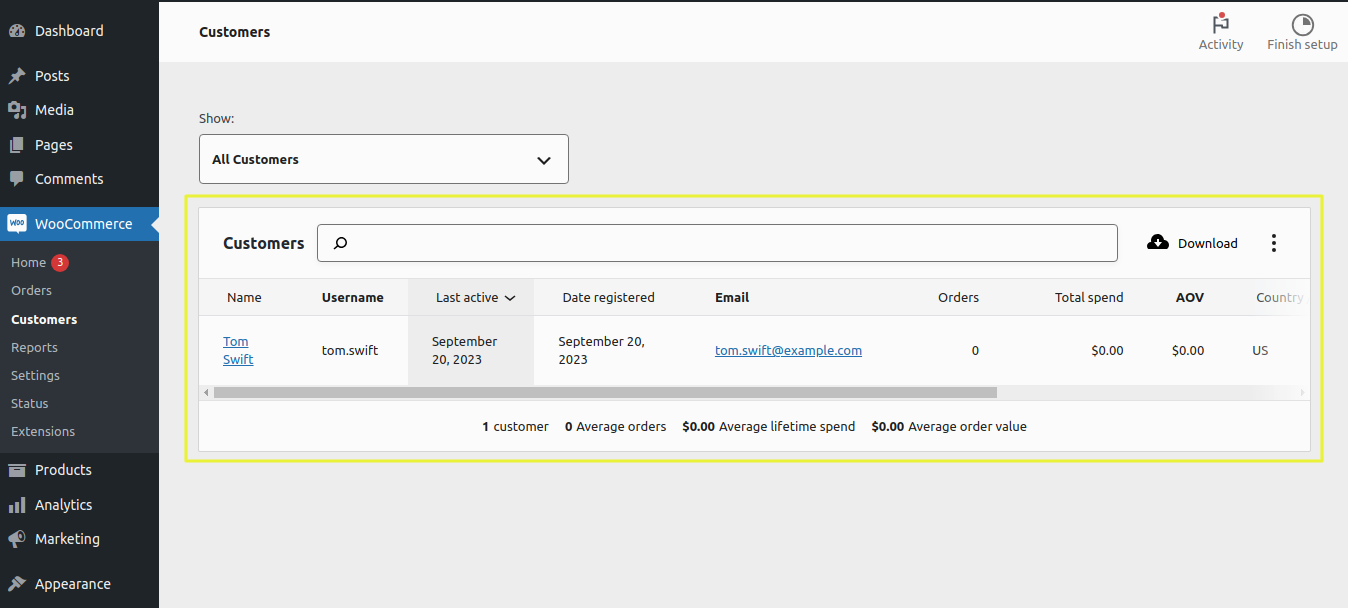 Dashboard
Posts
Media
Pages
Comments
WOO WooCommerce
Home 3
Orders
Customers
Reports
Settings
Status
Extensions
Products
Analytics
Marketing
Appearance
Customers
Activity
Finish setup
Show:
All Customers
Customers
Download
Name Username Last active Date registered Email Orders Total spend AOV Country
Tom Swift tom.swift September 20, 2023 September 20, 2023 tom.swift@example.com 0 $0.00 $0.00 US
1 customer 0 Average orders $0.00 Average lifetime spend $0.00 Average order value